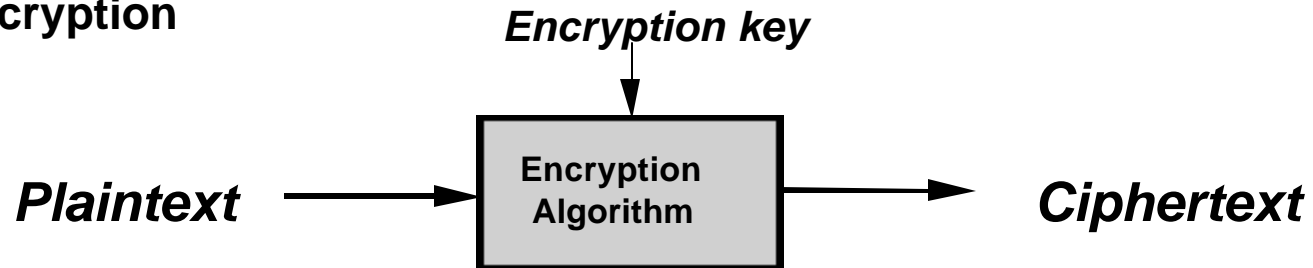 cryption
Encryption key
Encryption
Algorithm
Plaintext
Ciphertext